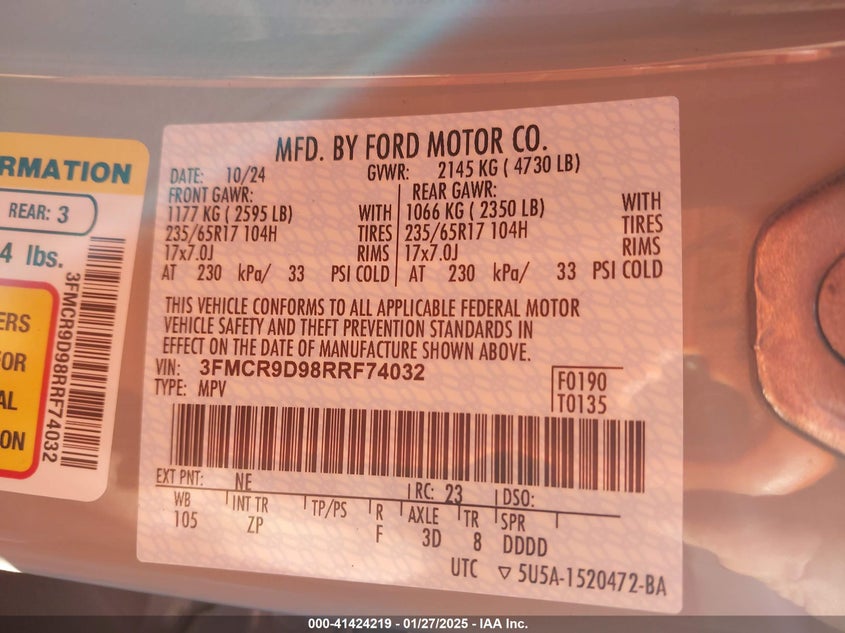 RMATION
REAR: 3
4 lbs.
3FMCR9D98RRF74032
ERS
FOR
AL
ON
MFD. BY FORD MOTOR CO.
DATE: 10/24 GVWR: 2145 KG ( 4730 LB)
FRONT GAWR: REAR GAWR:
1177 KG ( 2595 LB) WITH 1066 KG ( 2350 LB) WITH
235/65R17 104H TIRES 235/65R17 104H TIRES
17x7.0J RIMS 17x7.0J RIMS
AT 230 kPa/ 33 PSI COLD AT 230 kPa/ 33 PSI COLD
THIS VEHICLE CONFORMS TO ALL APPLICABLE FEDERAL MOTOR
VEHICLE SAFETY AND THEFT PREVENTION STANDARDS IN
EFFECT ON THE DATE OF MANUFACTURE SHOWN ABOVE.
VIN: 3FMCR9D98RRF74032
TYPE: MPV
F0190
T0135
EXT PNT: NE RC: 23 DSO:
WB INT TR TP/PS R AXLE TR SPR
105 ZP F 3D 8 DDDD
UTC ▽ 5U5A-1520472-BA
000-41424219 - 01/27/2025 - IAA Inc.